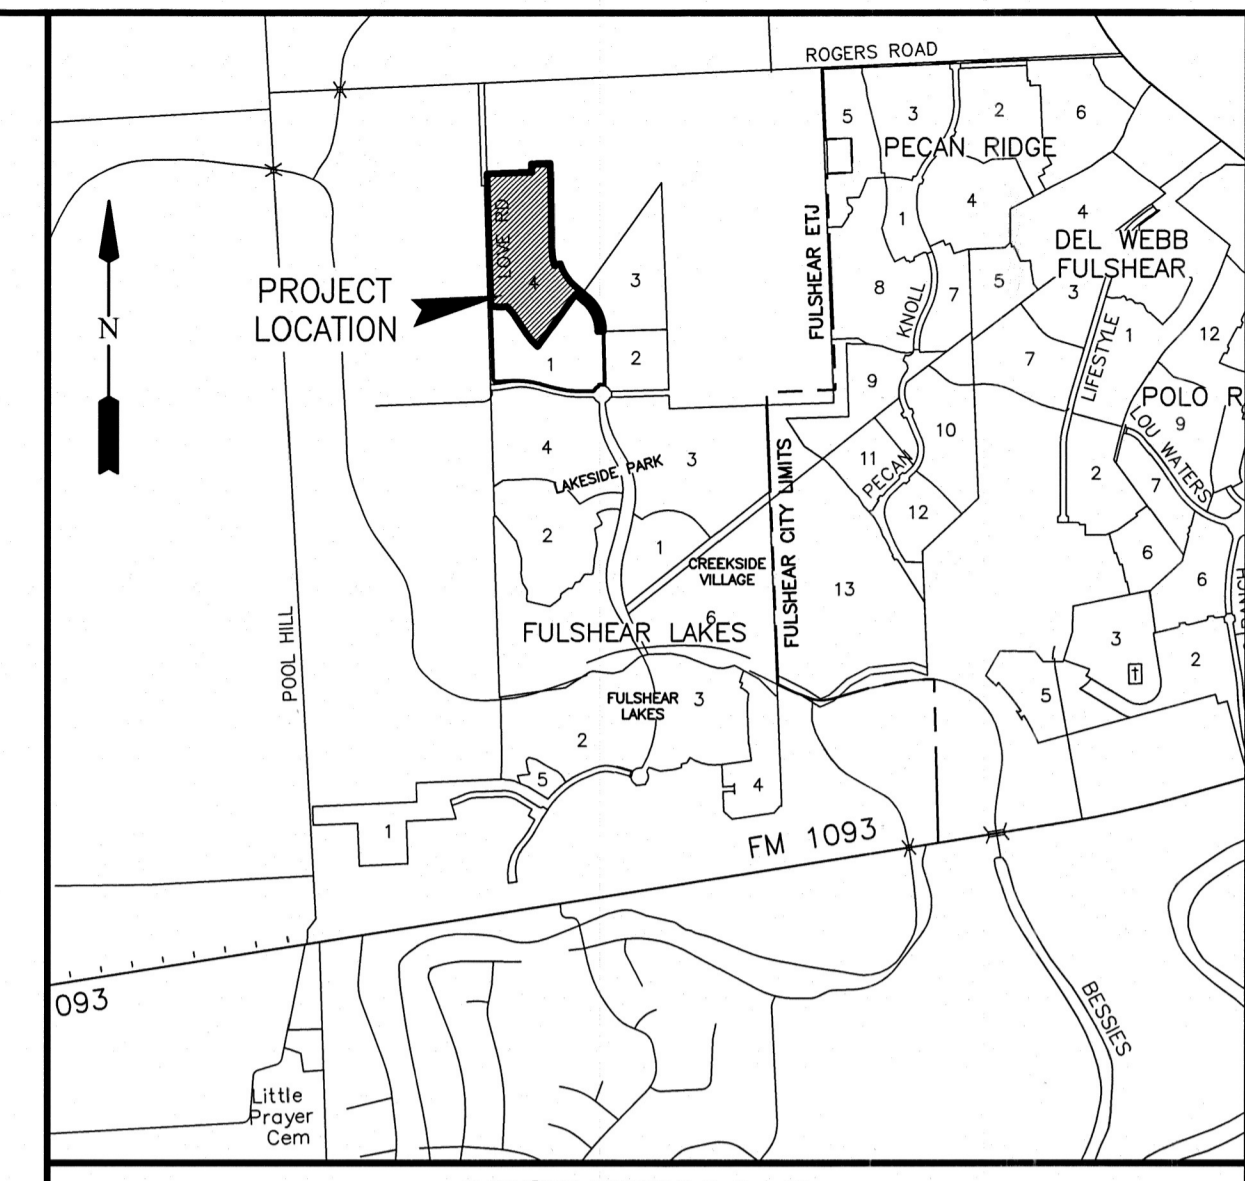 ROGERS ROAD
5
3
2
6
PECAN RIDGE
1
4
4
DEL WEBB
FULSHEAR
LOVE RD
4
PROJECT
LOCATION
3
FULSHEAR ETJ
8
KNOLL
7
5
3
N
1
2
9
7
LIFESTYLE
1
12
POLO R
9
LOU WATERS
4
LAKESIDE PARK
3
FULSHEAR CITY LIMITS
11
PECAN
10
12
2
7
2
1
CREEKSIDE
VILLAGE
6
13
6
6
RANCH
POOL HILL
FULSHEAR LAKES
3
2
5
FULSHEAR
LAKES
3
2
5
4
1
FM 1093
093
BESSIES
Little
Prayer
Cem